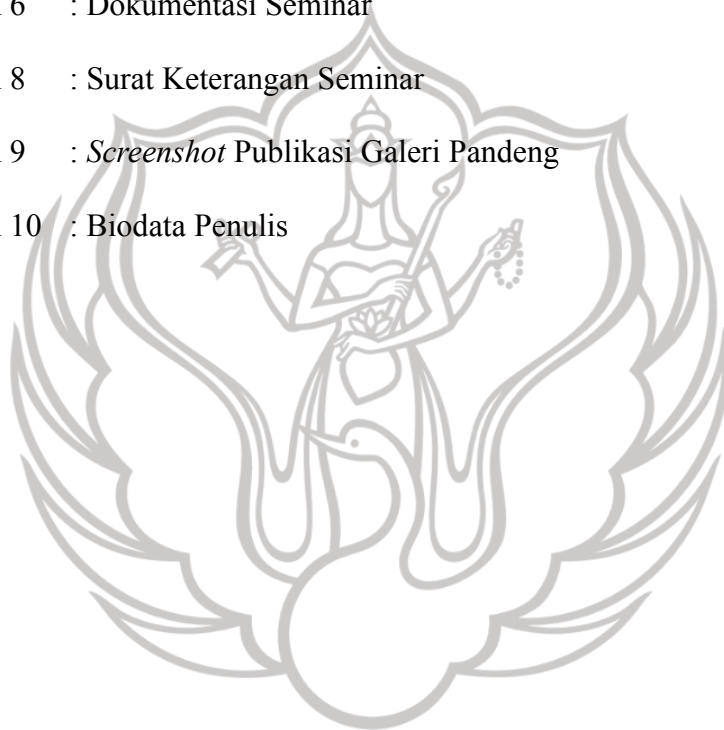 6 : Dokumentasi Seminar
8 : Surat Keterangan Seminar
9 : Screenshot Publikasi Galeri Pandeng
10 : Biodata Penulis